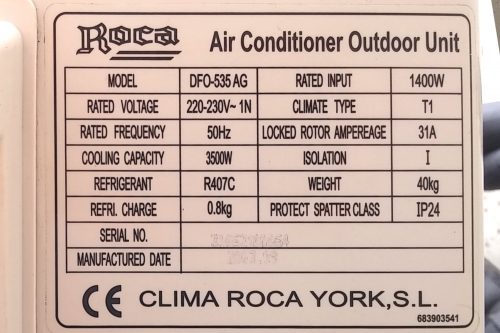 Roca Air Conditioner Outdoor Unit
MODEL DFO-535 AG RATED INPUT 1400W
RATED VOLTAGE 220-230V~ 1N CLIMATE TYPE T1
RATED FREQUENCY 50Hz LOCKED ROTOR AMPEREAGE 31A
COOLING CAPACITY 3500W ISOLATION I
REFRIGERANT R407C WEIGHT 40kg
REFRI. CHARGE 0.8kg PROTECT SPATTER CLASS IP24
SERIAL NO.
MANUFACTURED DATE
CE CLIMA ROCA YORK,S.L.
683903541